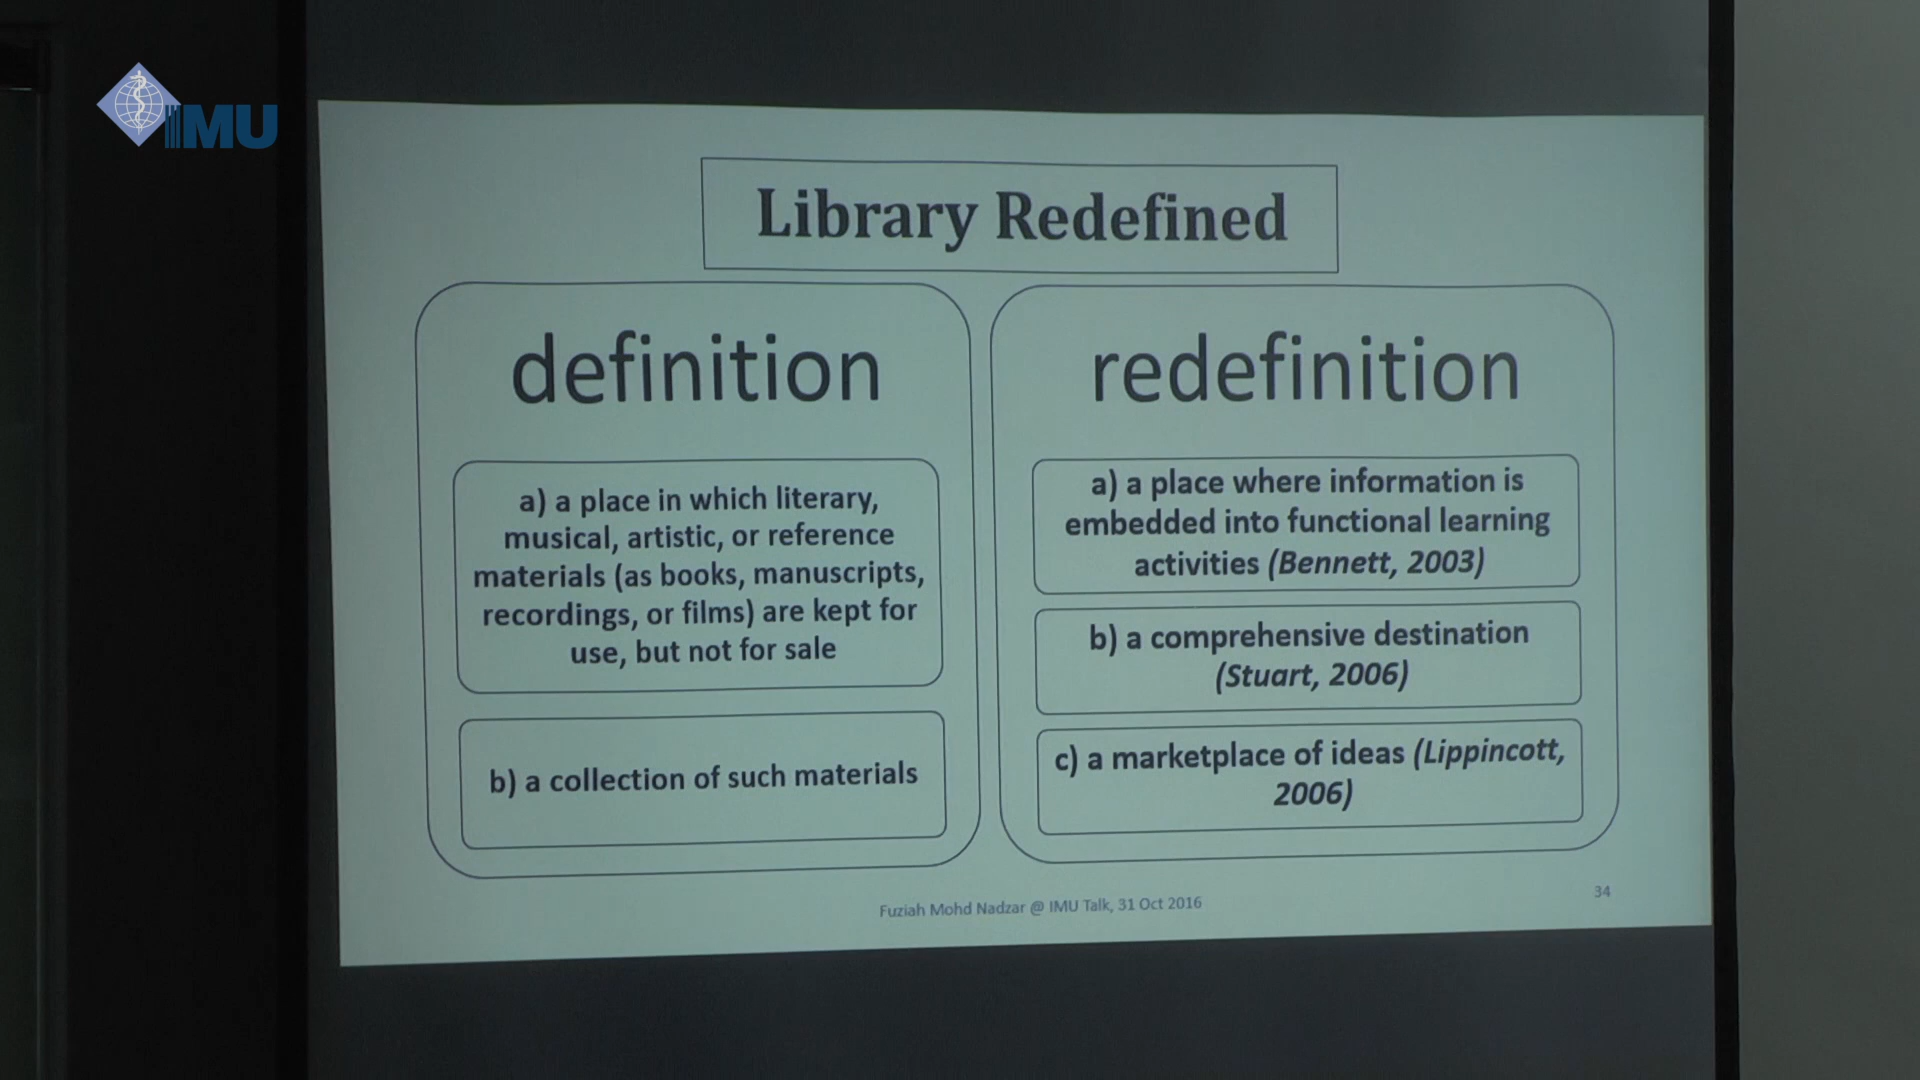 IMU
Library Redefined
definition
a) a place in which literary,
musical, artistic, or reference
materials (as books, manuscripts,
recordings, or films) are kept for
use, but not for sale
b) a collection of such materials
redefinition
a) a place where information is
embedded into functional learning
activities (Bennett, 2003)
b) a comprehensive destination
(Stuart, 2006)
c) a marketplace of ideas (Lippincott,
2006)
Fuziah Mohd Nadzar @ IMU Talk, 31 Oct 2016
34